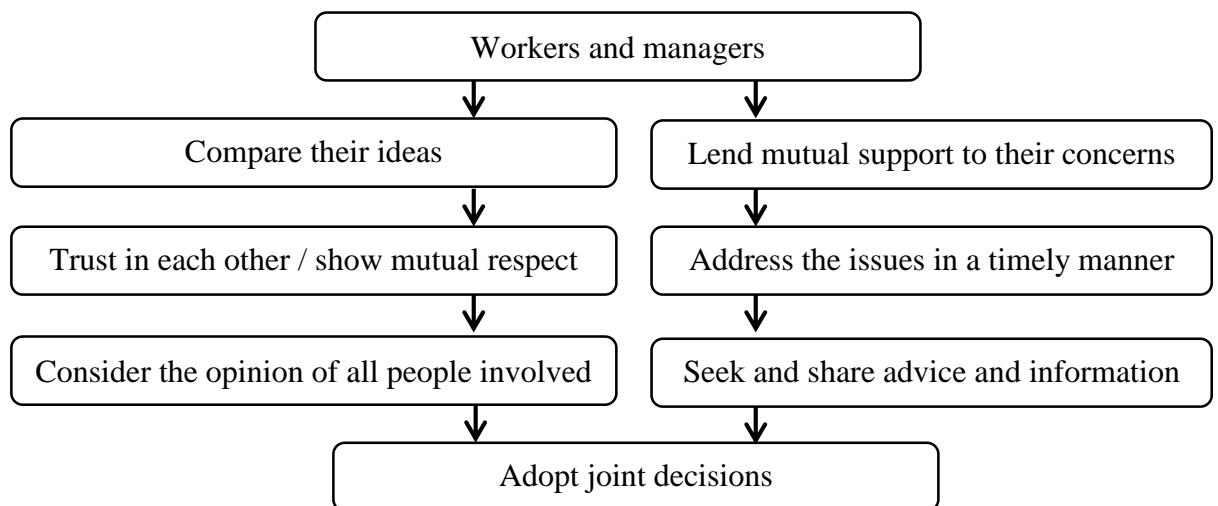 Workers and managers
Compare their ideas
Lend mutual support to their concerns
Trust in each other / show mutual respect
Address the issues in a timely manner
Consider the opinion of all people involved
Seek and share advice and information
Adopt joint decisions